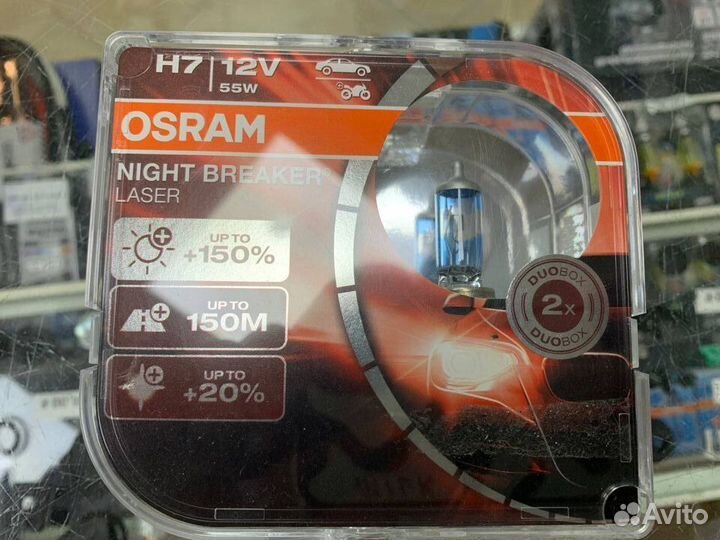 H7 | 12V
55W
OSRAM
NIGHT BREAKER®
LASER
UP TO
+150%
UP TO
150M
UP TO
+20%
DUOBOX
2x
DUOBOX
Avito